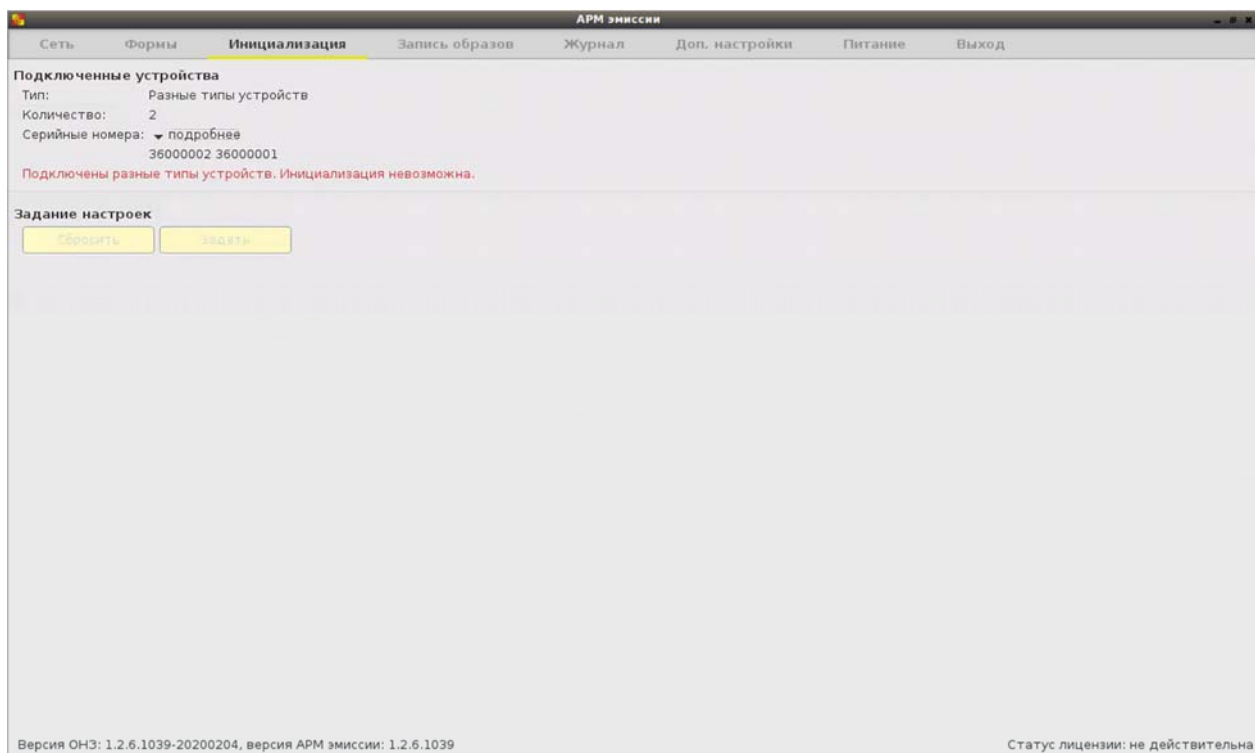 АРМ эмиссии
Сеть Формы Инициализация Запись образов Журнал Доп. настройки Питание Выход
Подключенные устройства
Тип: Разные типы устройств
Количество: 2
Серийные номера: подробнее
36000002 36000001
Подключены разные типы устройств. Инициализация невозможна.
Задание настроек
Сбросить Задать
Версия ОНЗ: 1.2.6.1039-20200204, версия АРМ эмиссии: 1.2.6.1039
Статус лицензии: не действительна